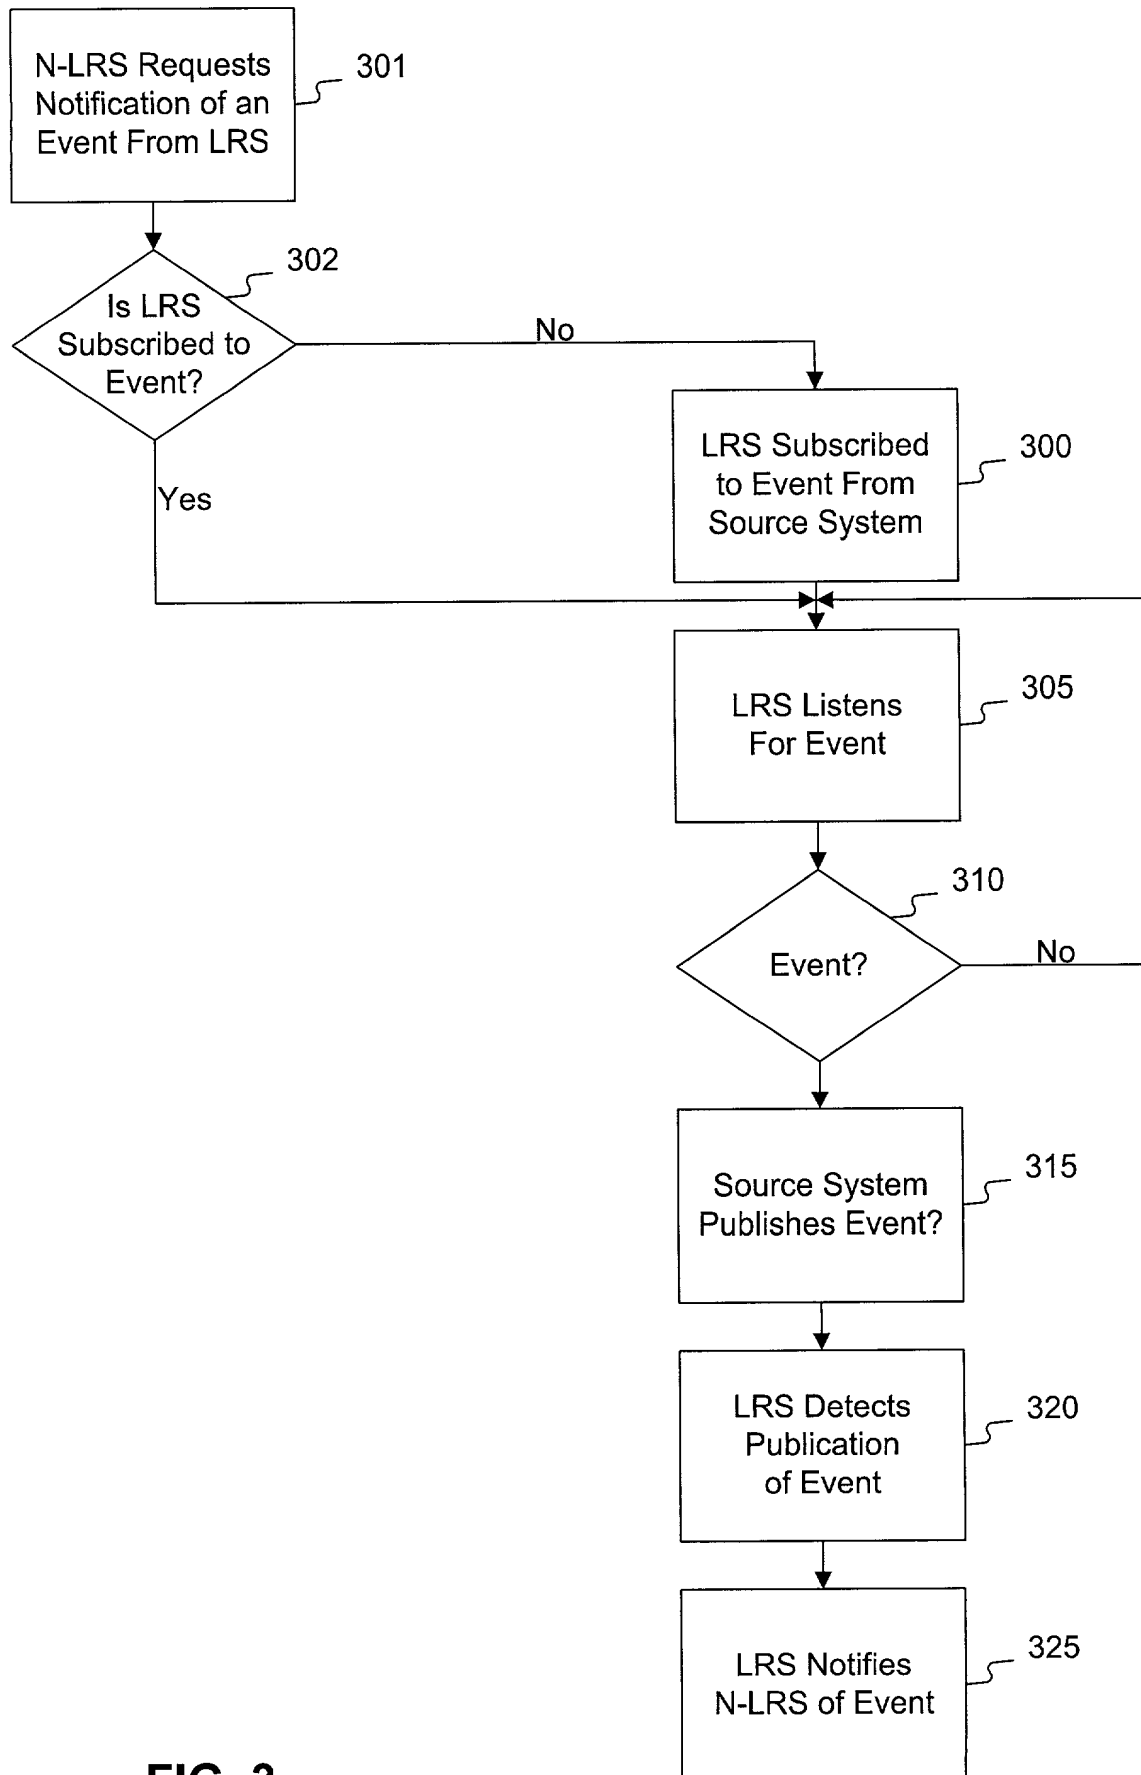 N-LRS Requests
Notification of an
Event From LRS
301
302
Is LRS
Subscribed to
Event?
No
Yes
LRS Subscribed
to Event From
Source System
300
LRS Listens
For Event
305
310
Event?
No
Source System
Publishes Event?
315
LRS Detects
Publication
of Event
320
LRS Notifies
N-LRS of Event
325
FIG. 3